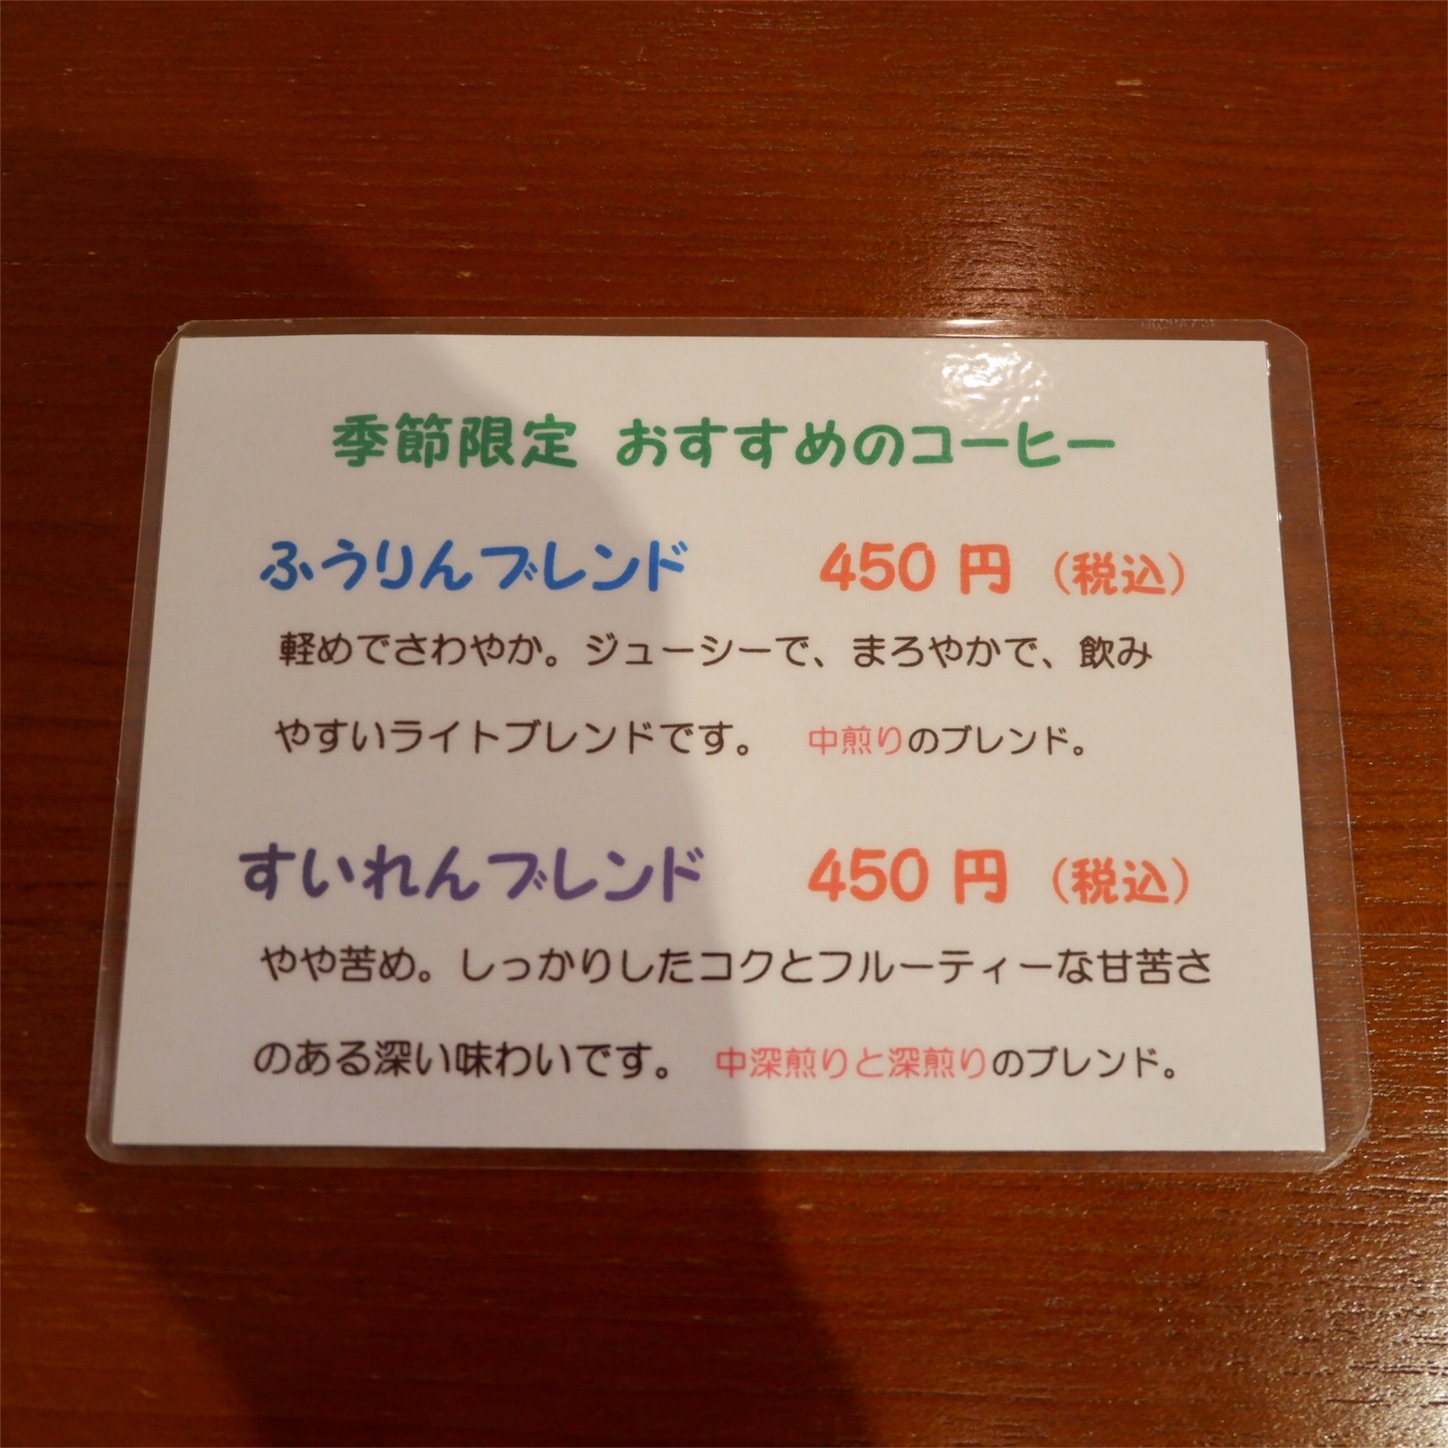 季節限定 おすすめのコーヒー
ふうりんブレンド 450円（税込）
軽めでさわやか。ジューシーで、まろやかで、飲み
やすいライトブレンドです。 中煎りのブレンド。
すいれんブレンド 450円（税込）
やや苦め。しっかりしたコクとフルーティーな甘苦さ
のある深い味わいです。 中深煎りと深煎りのブレンド。